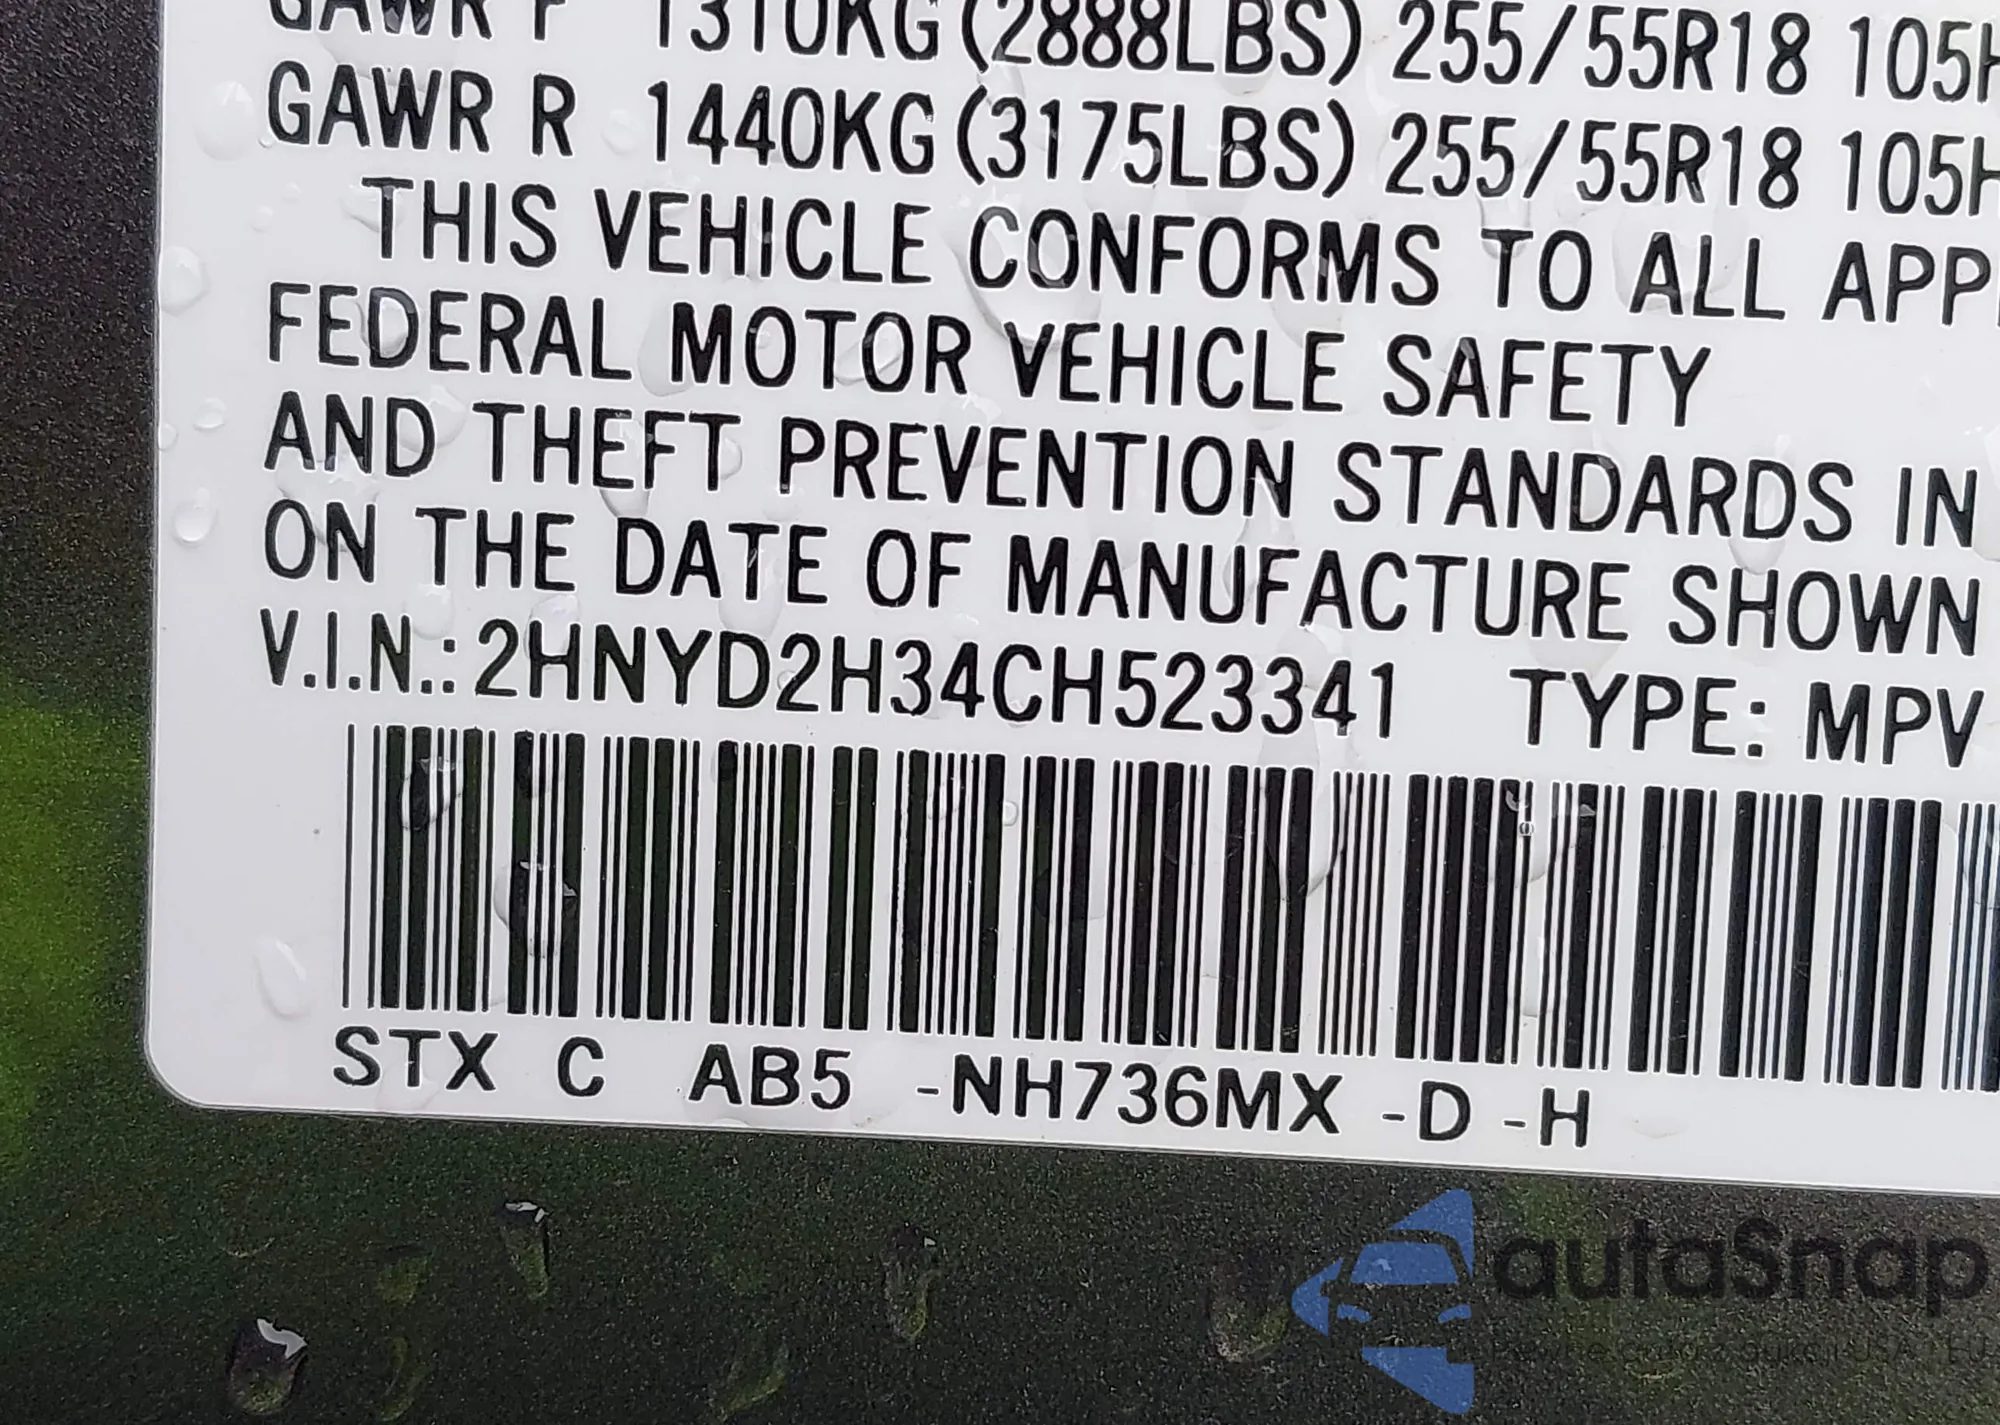 GAWR F 1310KG (2888LBS) 255/55R18 105H
GAWR R 1440KG (3175LBS) 255/55R18 105H
THIS VEHICLE CONFORMS TO ALL
FEDERAL MOTOR VEHICLE SAFETY
AND THEFT PREVENTION STANDARDS IN
ON THE DATE OF MANUFACTURE SHOWN
V.I.N.: 2HNYD2H34CH523341 TYPE: MPV
STX C AB5 -NH736MX -D -H
autoSnap